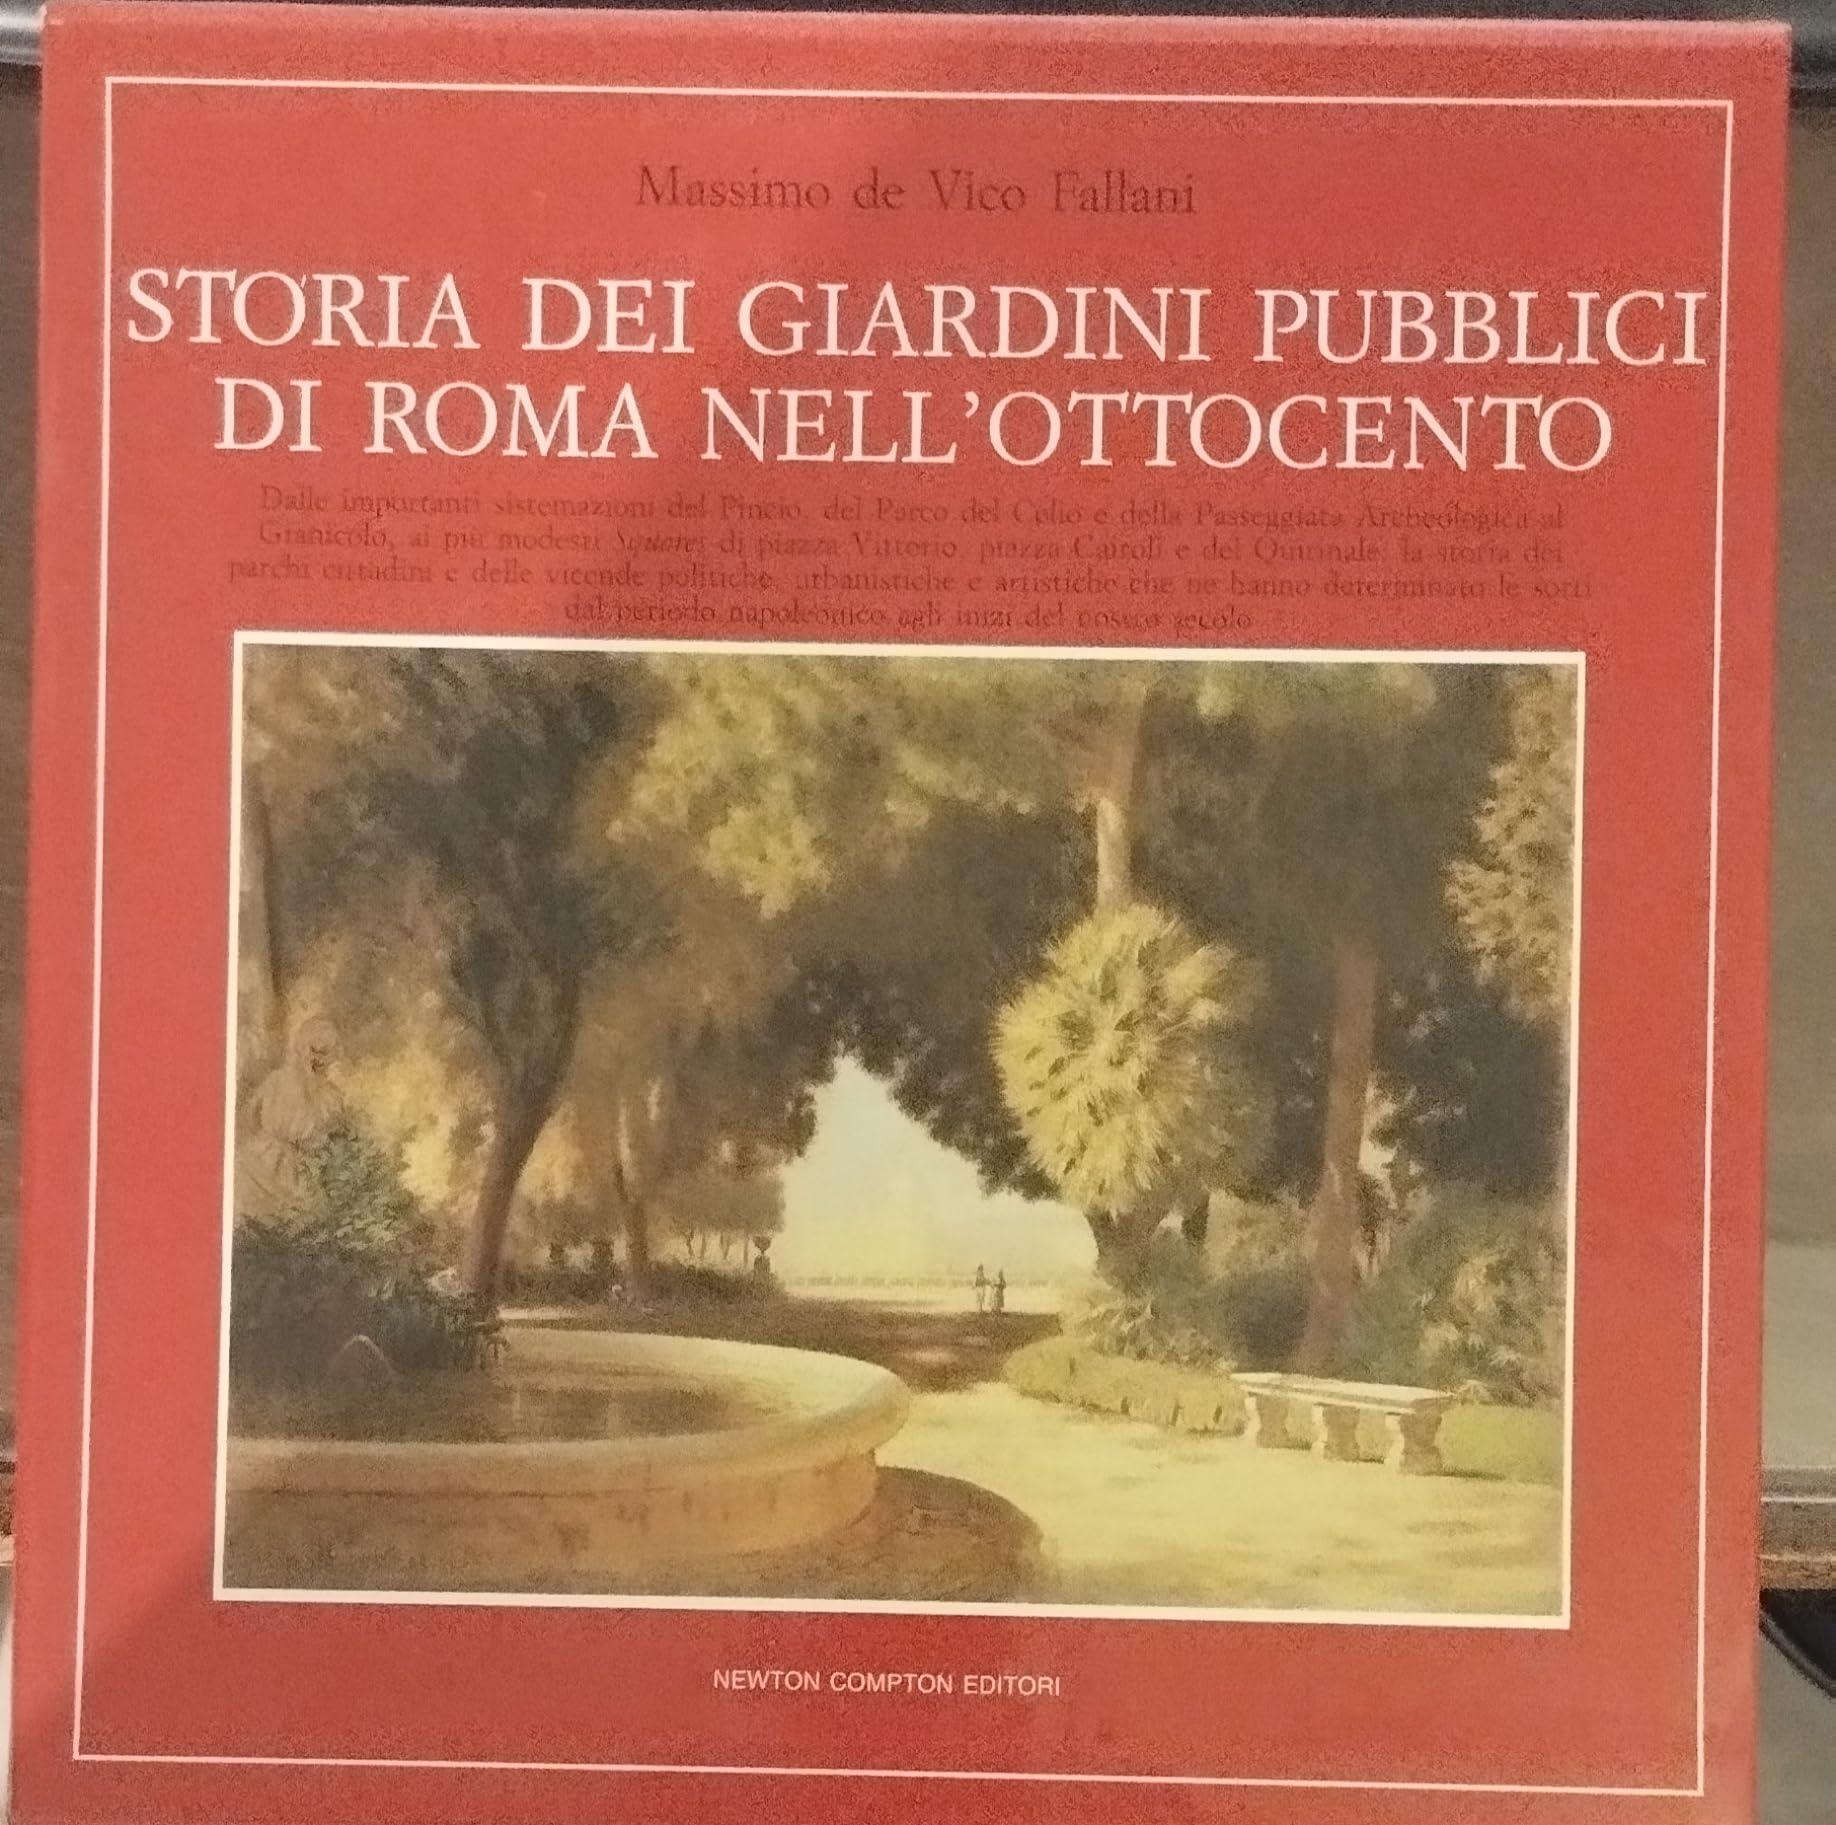 Massimo de Vico Fallani
STORIA DEI GIARDINI PUBBLICI
DI ROMA NELL'OTTOCENTO
Dalle importanti sistemazioni del Pincio, del Parco del Celio e della Passeggiata Archeologica al
Gianicolo, ai più modesti Squares di piazza Vittorio, piazza Cairoli e del Quirinale: la storia dei
parchi cittadini e delle vicende politiche, urbanistiche e artistiche che ne hanno determinato le sorti
dal periodo napoleonico agli inizi del nostro secolo
NEWTON COMPTON EDITORI